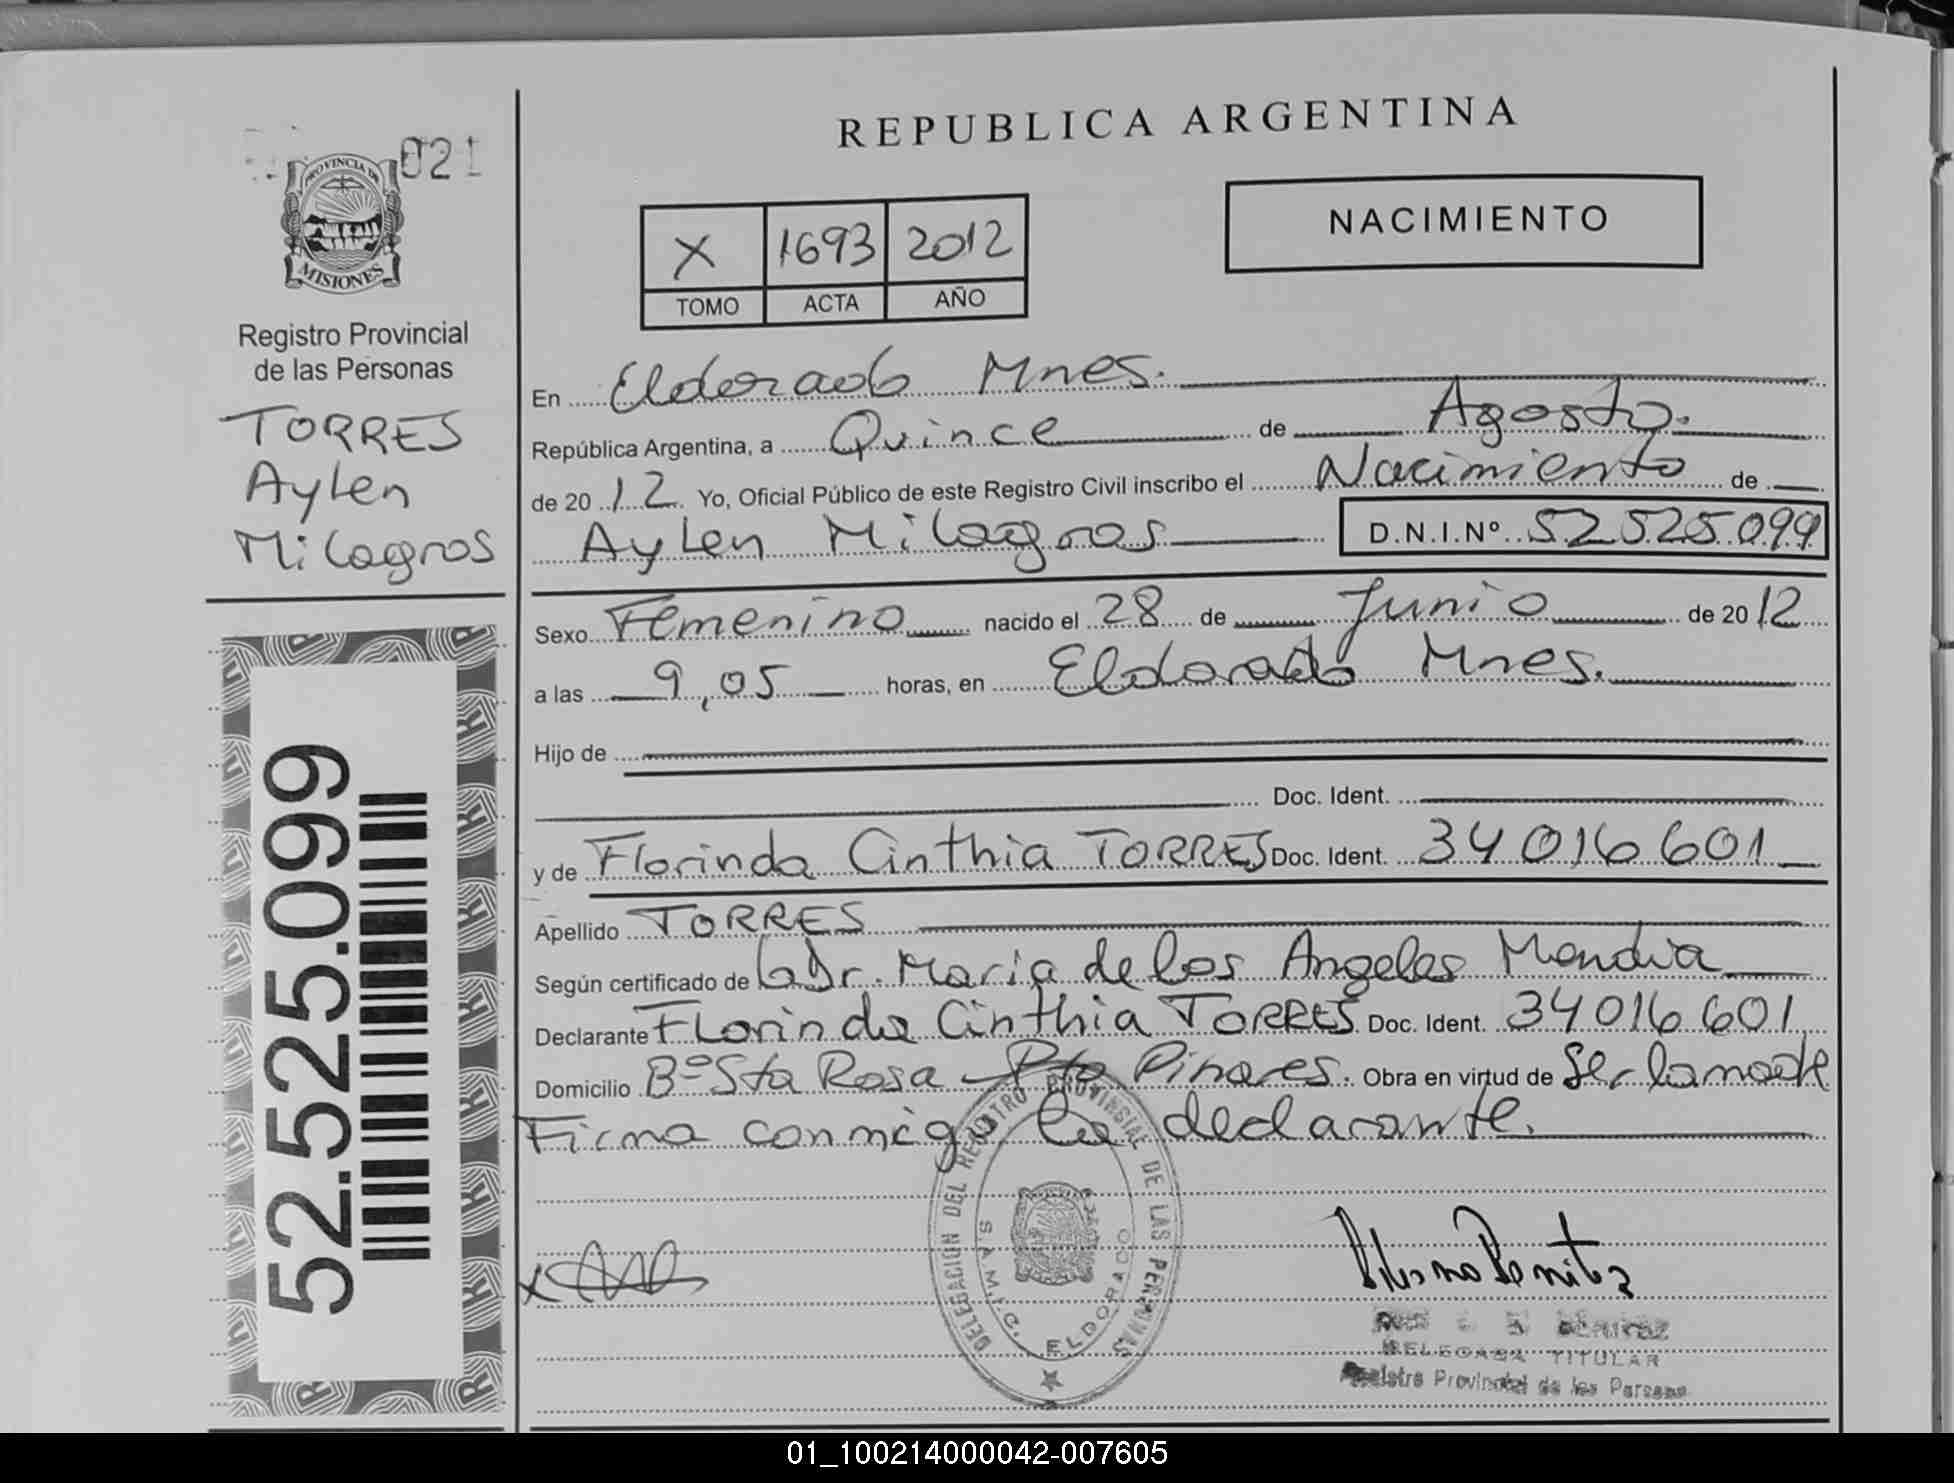 021
PROVINCIA DE
MISIONES
Registro Provincial
de las Personas
TORRES
Aylen
Milagros
52.525.099
REPUBLICA ARGENTINA
NACIMIENTO
X 1693 2012
TOMO ACTA AÑO
En Eldorado Mnes.
República Argentina, a Quince de Agosto.
de 2012 Yo, Oficial Público de este Registro Civil inscribo el Nacimiento de
Aylen Milagros D.N.I.Nº 52525099
Sexo Femenino nacido el 28 de Junio de 2012
a las 9,05 horas, en Eldorado Mnes.
Hijo de
Doc. Ident.
y de Florinda Cinthia TORRES Doc. Ident. 34016601
Apellido TORRES
Según certificado de la Dr. Maria de los Angeles
Declarante Florinda Cinthia TORRES Doc. Ident. 34016601
Domicilio Bº Sta Rosa Pto Pinares. Obra en virtud de Ser la madre
Firma conmigo la declarante.
DELEGACION DEL REGISTRO PROVINCIAL DE LAS PERSONAS
S.A.M.I.C. ELDORADO
Benitez
DELEGADA TITULAR
Registro Provincial de las Personas
01_100214000042-007605